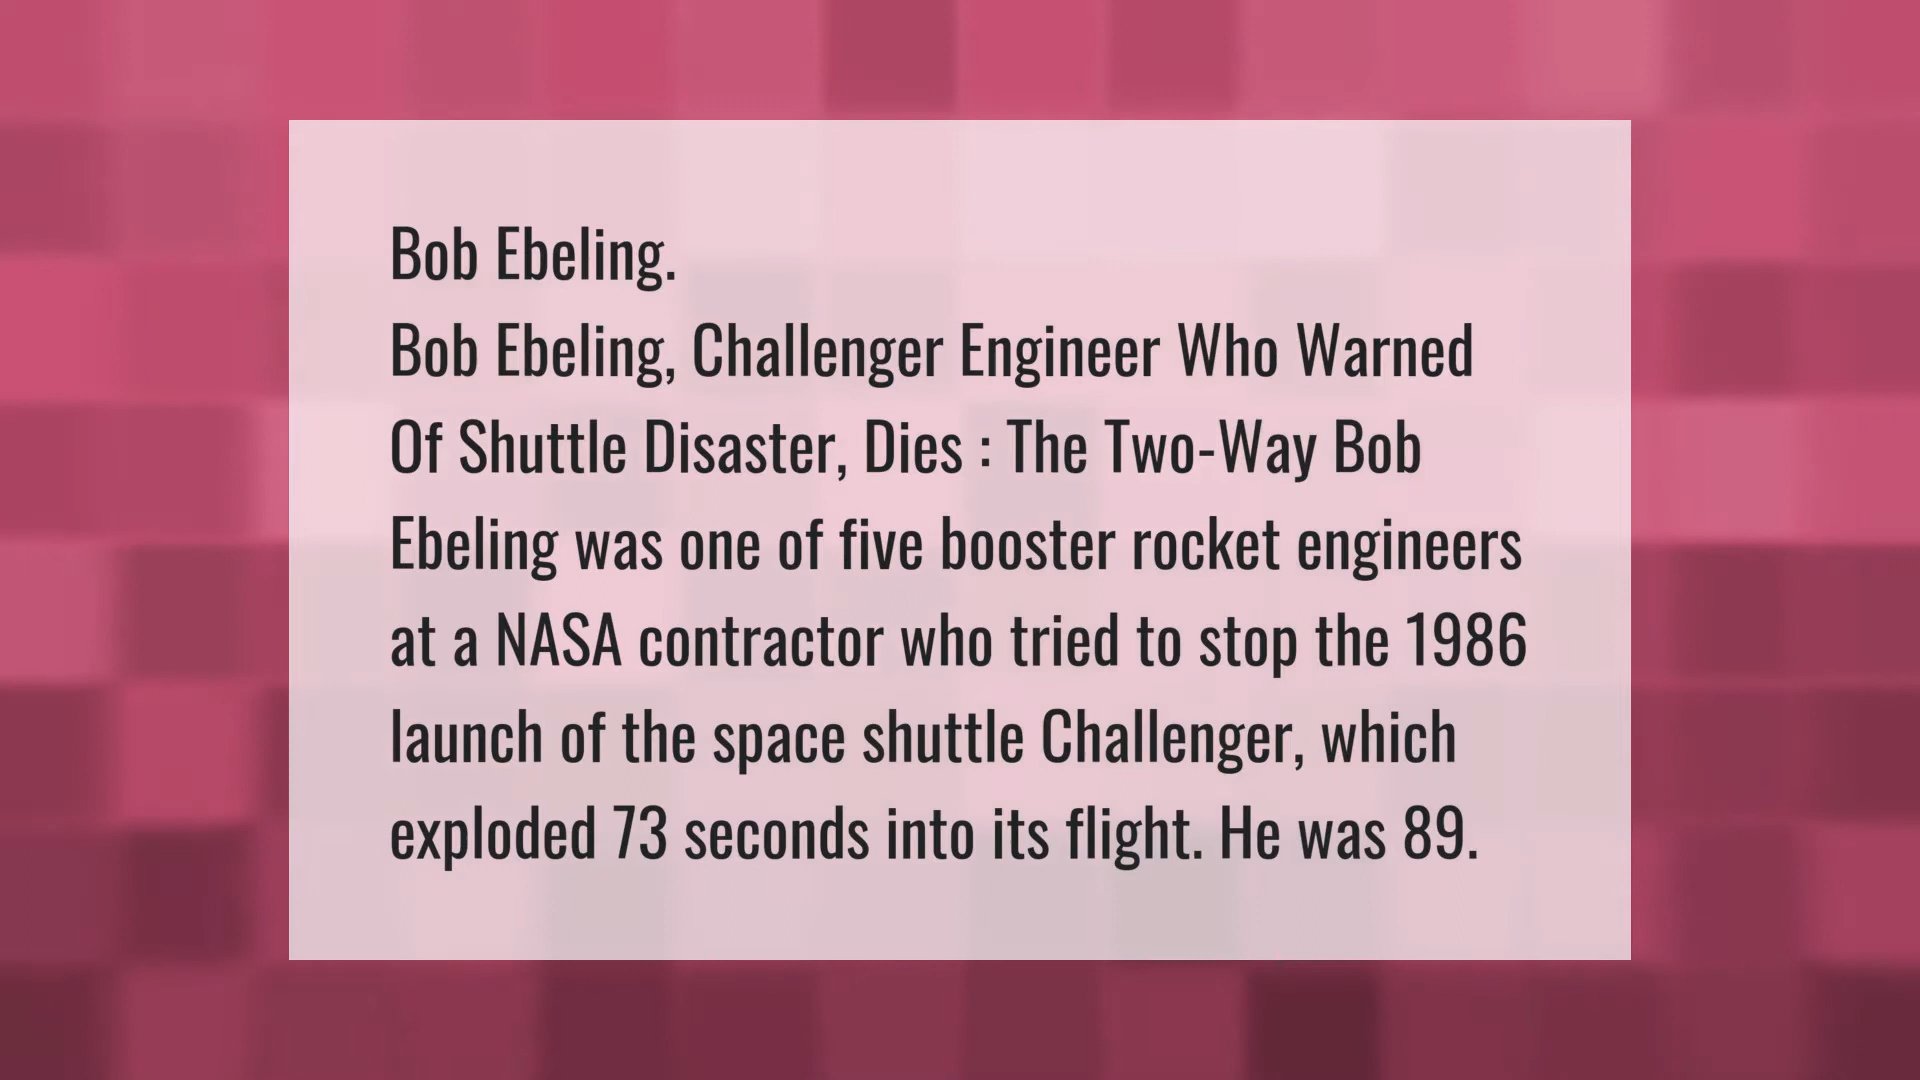 Bob Ebeling.
Bob Ebeling, Challenger Engineer Who Warned
Of Shuttle Disaster, Dies : The Two-Way Bob
Ebeling was one of five booster rocket engineers
at a NASA contractor who tried to stop the 1986
launch of the space shuttle Challenger, which
exploded 73 seconds into its flight. He was 89.